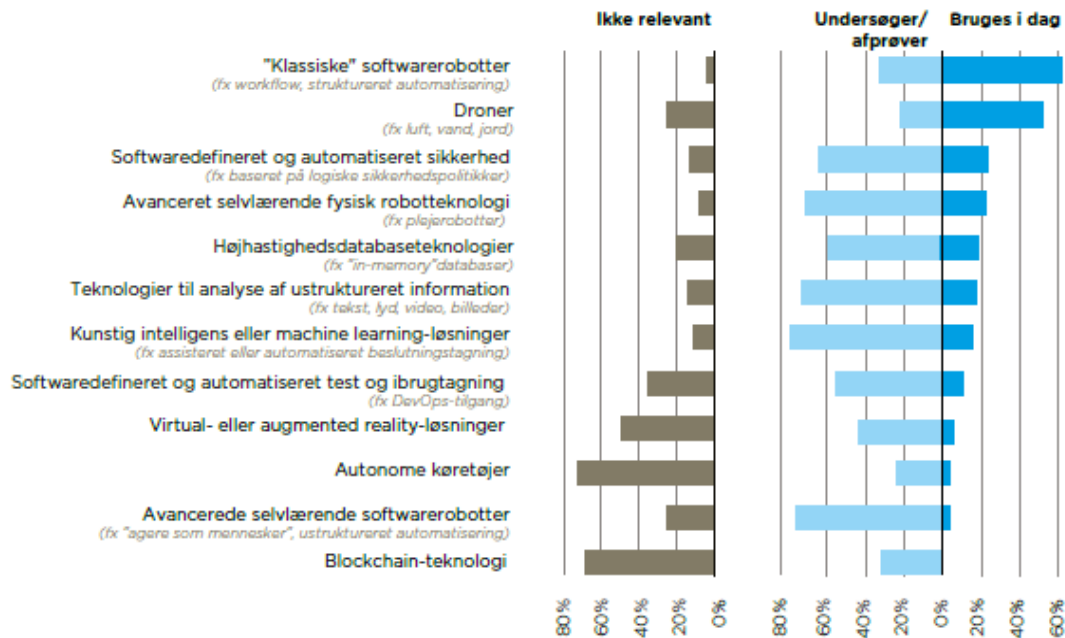 Ikke relevant
Undersøger/
afprøver
Bruges i dag
"Klassiske" softwarerobotter
(fx workflow, struktureret automatisering)
Droner
(fx luft, vand, jord)
Softwaredefineret og automatiseret sikkerhed
(fx baseret på logiske sikkerhedspolitikker)
Avanceret selvlærende fysisk robotteknologi
(fx plejerobotter)
Højhastighedsdatabaseteknologier
(fx "in-memory"databaser)
Teknologier til analyse af ustruktureret information
(fx tekst, lyd, video, billeder)
Kunstig intelligens eller machine learning-løsninger
(fx assisteret eller automatiseret beslutningstagning)
Softwaredefineret og automatiseret test og ibrugtagning
(fx DevOps-tilgang)
Virtual- eller augmented reality-løsninger
Autonome køretøjer
Avancerede selvlærende softwarerobotter
(fx "agere som mennesker", ustruktureret automatisering)
Blockchain-teknologi
80% 60% 40% 20% 0% 80% 60% 40% 20% 0% 20% 40% 60%